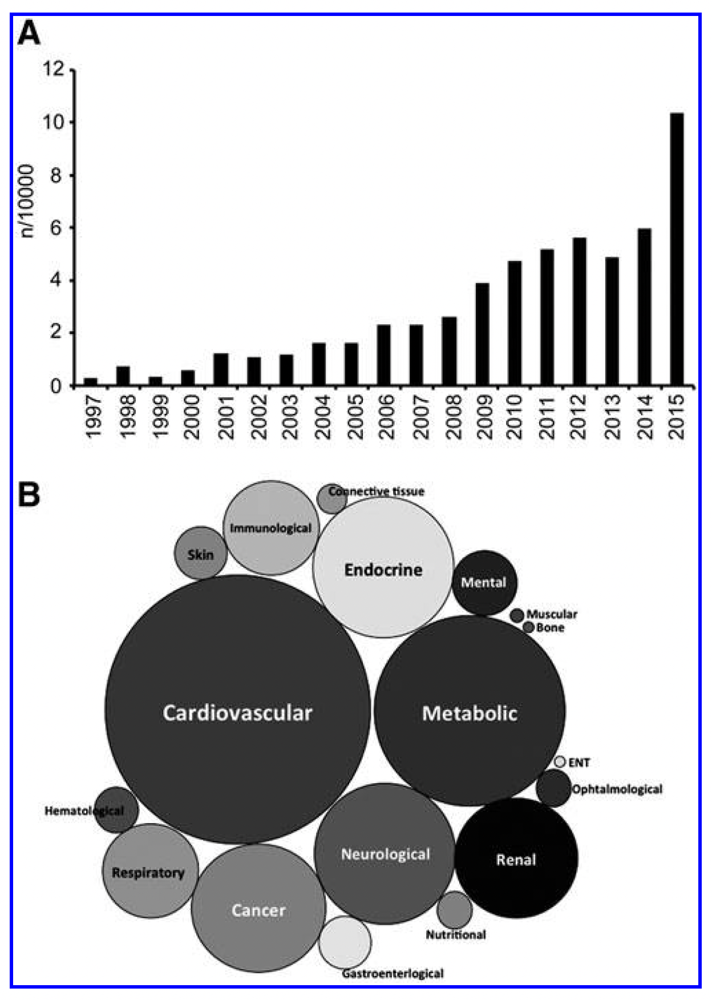 A
12
10
8
6
4
2
0
n/10000
1997
1998
1999
2000
2001
2002
2003
2004
2005
2006
2007
2008
2009
2010
2011
2012
2013
2014
2015
B
Connective tissue
Immunological
Skin
Endocrine
Mental
Muscular
Bone
Cardiovascular
Metabolic
ENT
Ophtalmological
Hematological
Neurological
Renal
Respiratory
Cancer
Nutritional
Gastroenterlogical